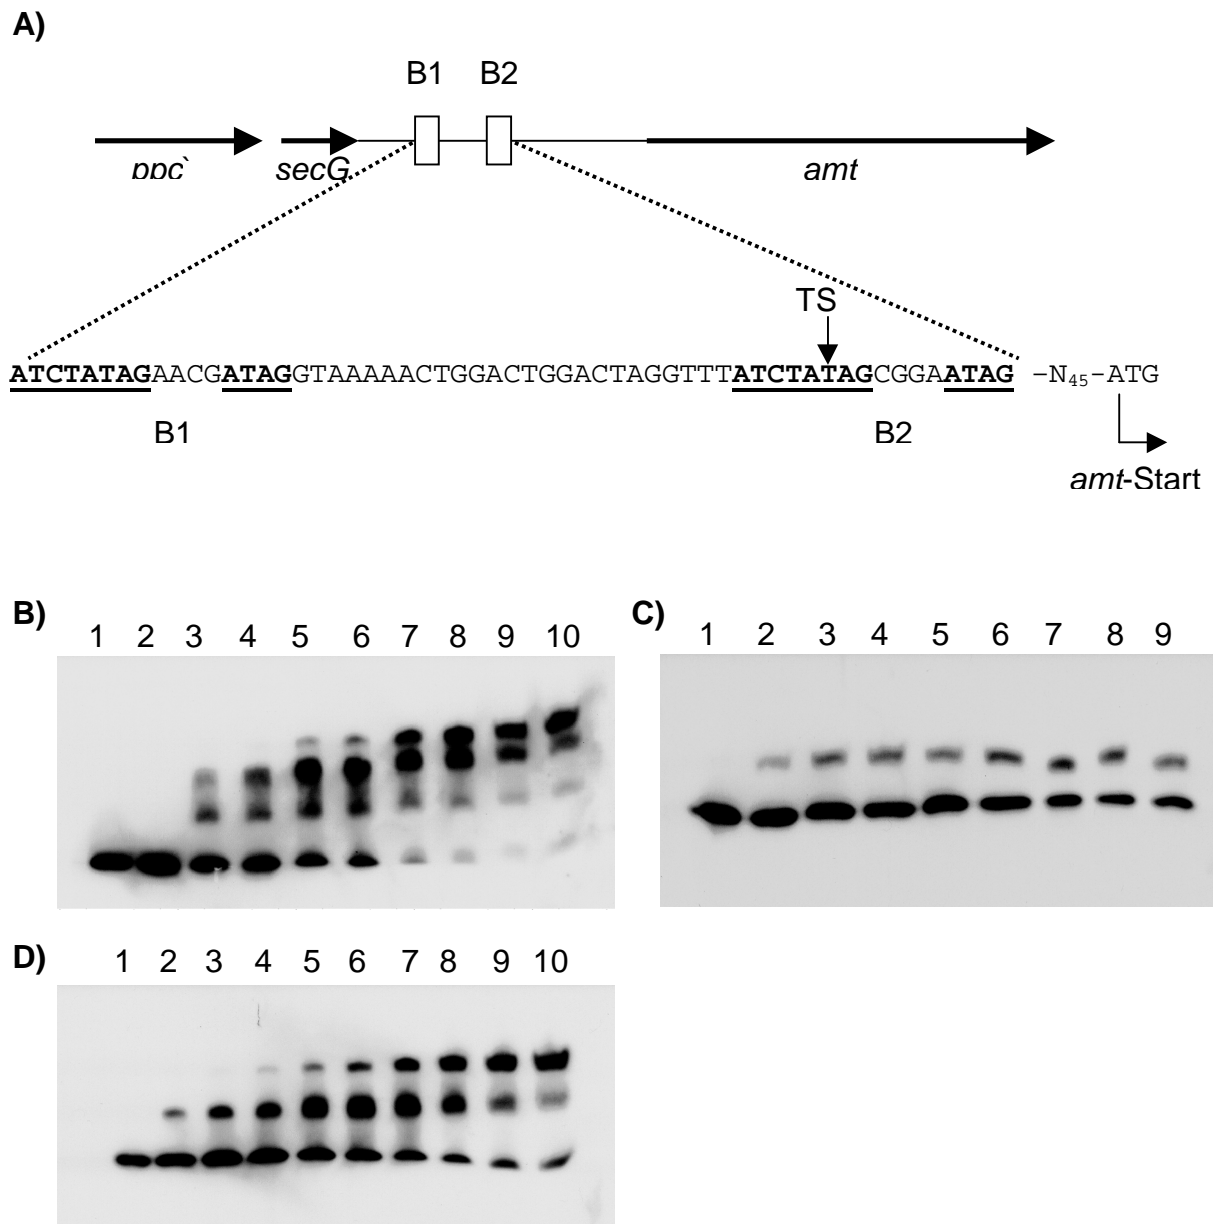 A)
B1 B2
ppc` secG amt
TS
ATCTATAGAACGATAGGTAAAAACTGGACTGGACTAGGTTTATCTATAGCGGAATAG –N45–ATG
B1 B2
amt-Start
B) 1 2 3 4 5 6 7 8 9 10
C) 1 2 3 4 5 6 7 8 9
D) 1 2 3 4 5 6 7 8 9 10